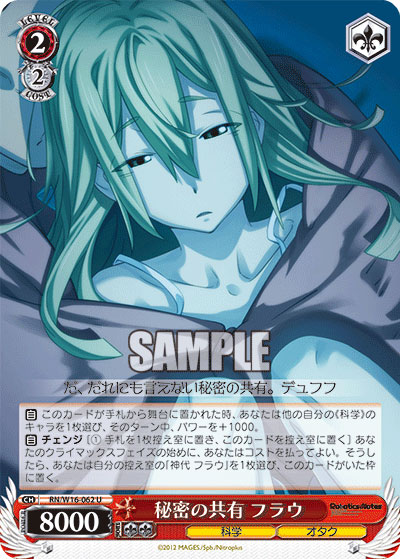 LEVEL
2
2
COST
SAMPLE
だ、だれにも言えない秘密の共有。デュフフ
自 このカードが手札から舞台に置かれた時、あなたは他の自分の《科学》の
キャラを1枚選び、そのターン中、パワーを＋1000。
自 チェンジ [① 手札を1枚控え室に置き、このカードを控え室に置く] あなた
のクライマックスフェイズの始めに、あなたはコストを払ってよい。そうし
たら、あなたは自分の控え室の「神代 フラウ」を1枚選び、このカードがいた枠
に置く。
CH RN/W16-062 U
8000
秘密の共有 フラウ
Robotics;Notes
科学 オタク
©2012 MAGES./5pb./Nitroplus